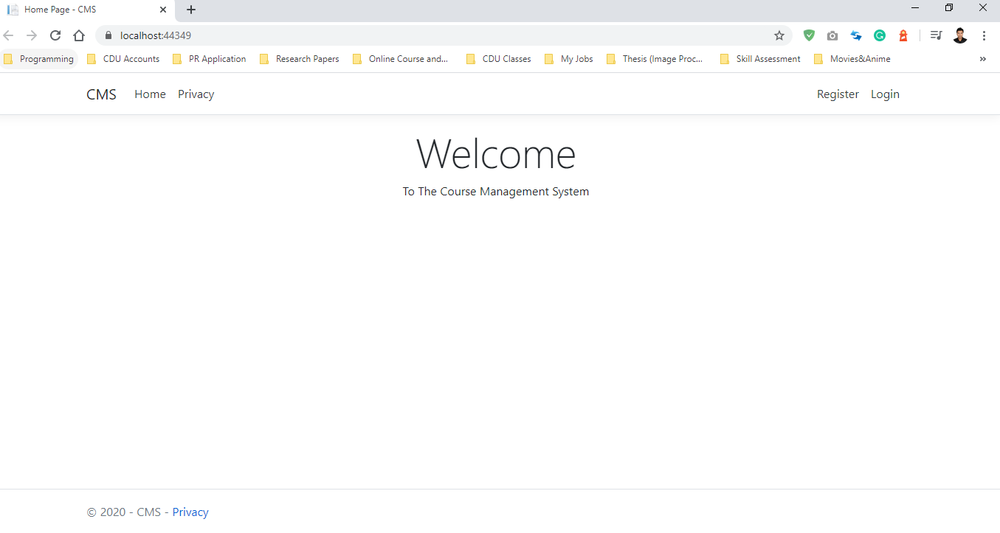 Home Page - CMS
localhost:44349
Programming CDU Accounts PR Application Research Papers Online Course and... CDU Classes My Jobs Thesis (Image Proc... Skill Assessment Movies&Anime »
CMS Home Privacy Register Login
Welcome
To The Course Management System
© 2020 - CMS - Privacy